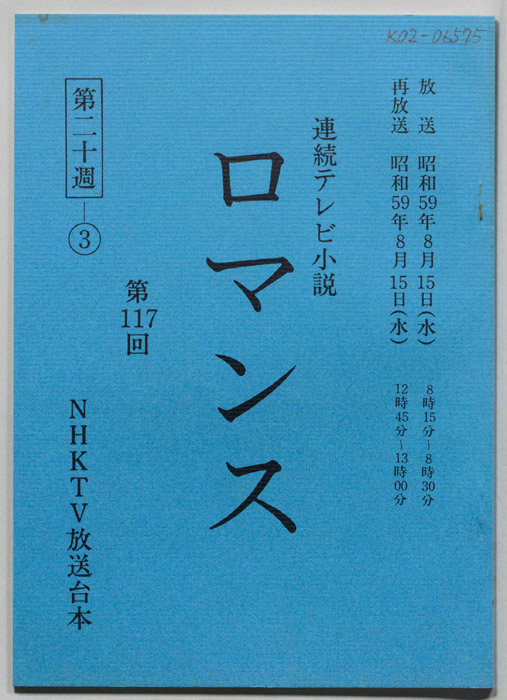 K02-06575
放送 昭和59年8月15日(水) 8時15分~8時30分
再放送 昭和59年8月15日(水) 12時45分~13時00分
連続テレビ小説
ロマンス
第117回
第二十週-③
NHKTV放送台本